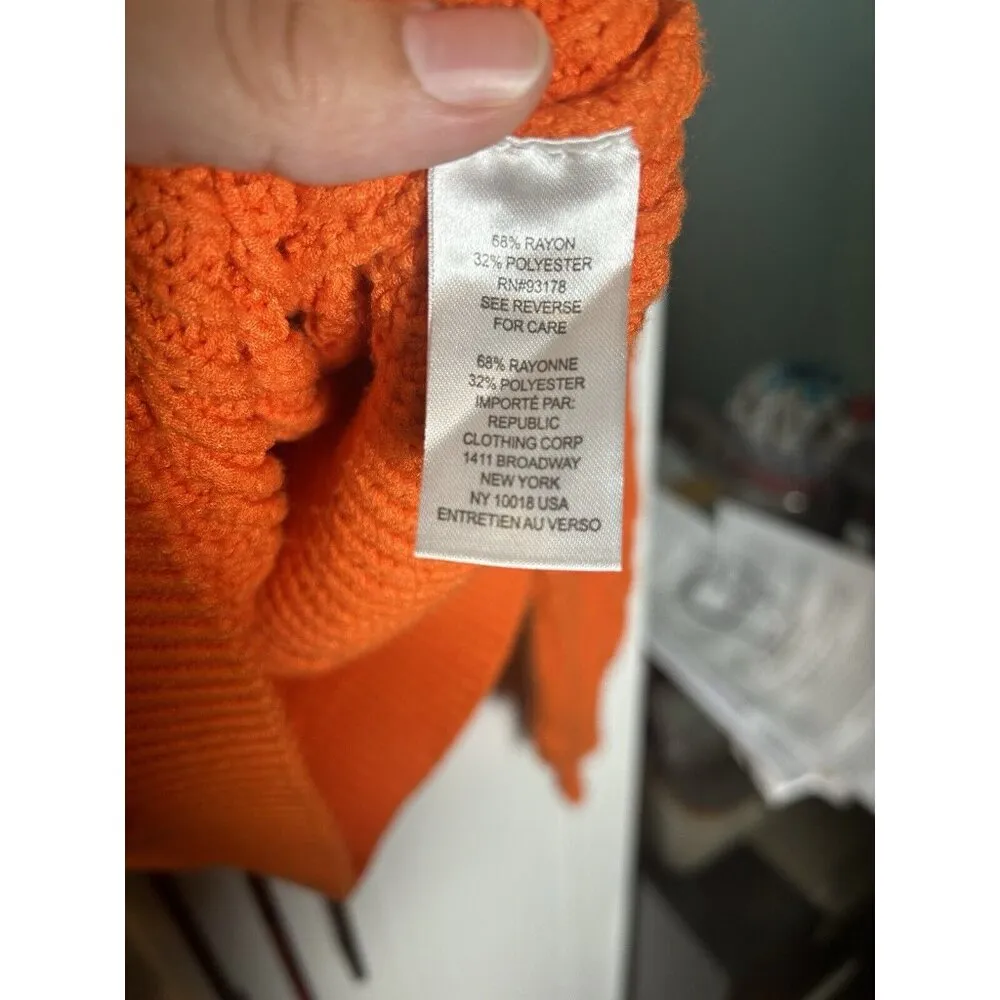 68% RAYON
32% POLYESTER
RN#93178
SEE REVERSE
FOR CARE
68% RAYONNE
32% POLYESTER
IMPORTÉ PAR:
REPUBLIC
CLOTHING CORP
1411 BROADWAY
NEW YORK
NY 10018 USA
ENTRETIEN AU VERSO